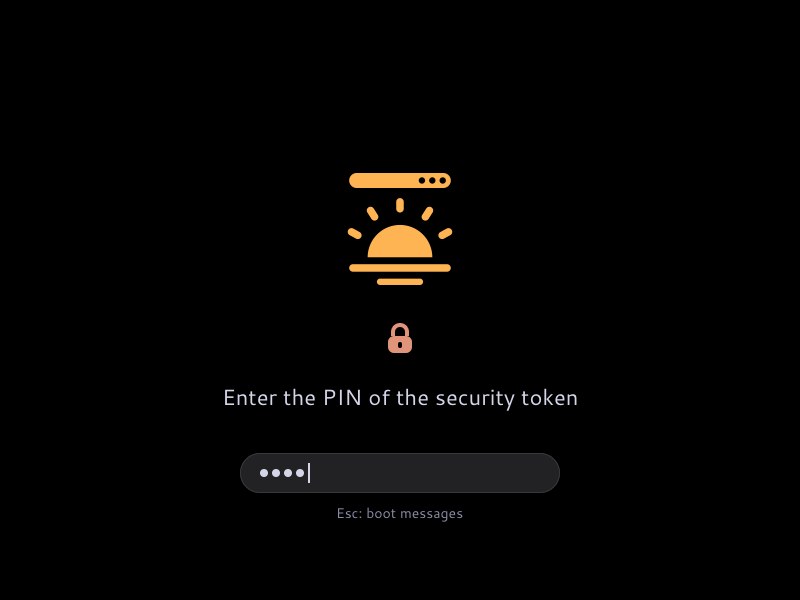 Enter the PIN of the security token
Esc: boot messages